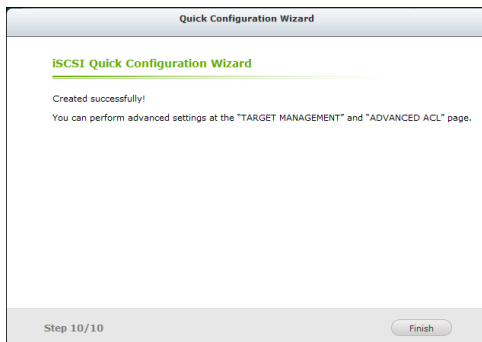 Quick Configuration Wizard
iSCSI Quick Configuration Wizard
Created successfully!
You can perform advanced settings at the "TARGET MANAGEMENT" and "ADVANCED ACL" page.
Step 10/10
Finish